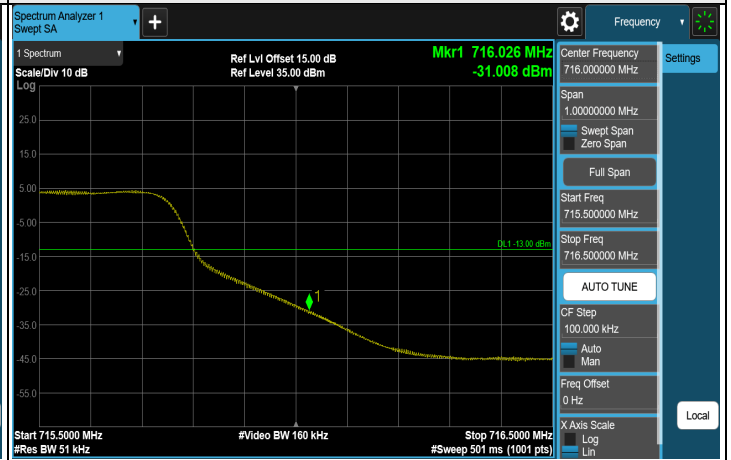 Spectrum Analyzer 1
Swept SA
+
Frequency
1 Spectrum
Scale/Div 10 dB
Ref Lvl Offset 15.00 dB
Ref Level 35.00 dBm
Mkr1 716.026 MHz
-31.008 dBm
Log
25.0
15.0
5.00
-5.00
-15.0
-25.0
-35.0
-45.0
-55.0
DL1 -13.00 dBm
1
Start 715.5000 MHz
#Res BW 51 kHz
#Video BW 160 kHz
Stop 716.5000 MHz
#Sweep 501 ms (1001 pts)
Center Frequency
716.000000 MHz
Settings
Span
1.00000000 MHz
Swept Span
Zero Span
Full Span
Start Freq
715.500000 MHz
Stop Freq
716.500000 MHz
AUTO TUNE
CF Step
100.000 kHz
Auto
Man
Freq Offset
0 Hz
X Axis Scale
Log
Lin
Local